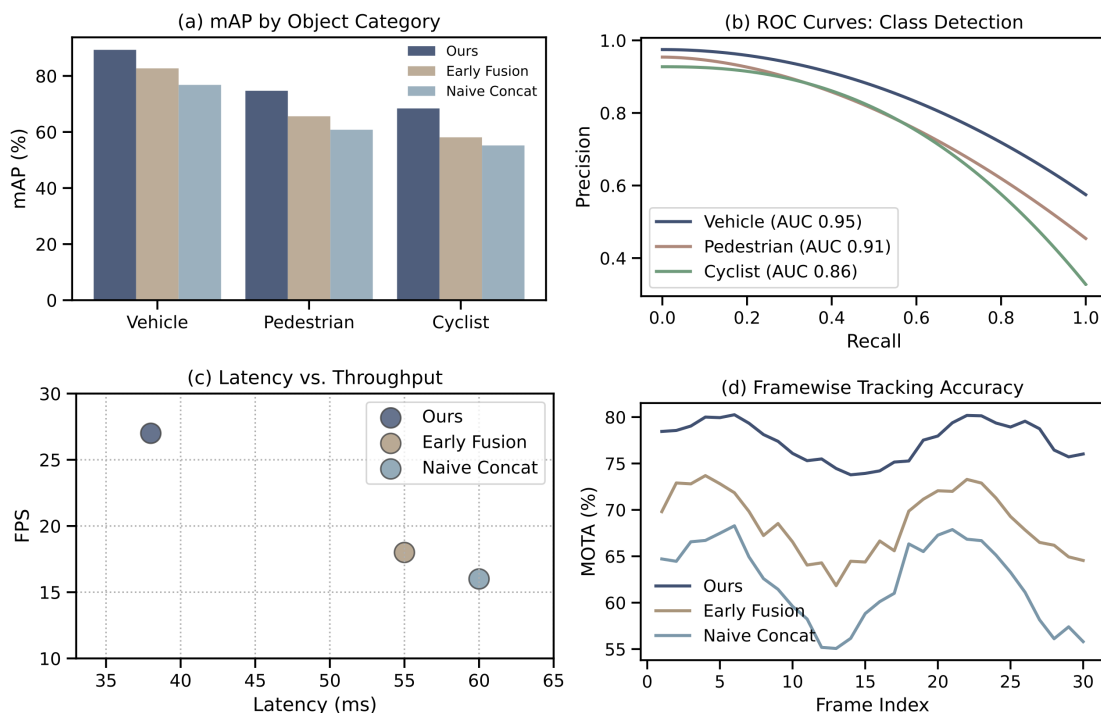 (a) mAP by Object Category
mAP (%)
80
60
40
20
0
Vehicle Pedestrian Cyclist
Ours
Early Fusion
Naive Concat
(b) ROC Curves: Class Detection
Precision
1.0
0.8
0.6
0.4
Vehicle (AUC 0.95)
Pedestrian (AUC 0.91)
Cyclist (AUC 0.86)
0.0 0.2 0.4 0.6 0.8 1.0
Recall
(c) Latency vs. Throughput
FPS
30
25
20
15
10
Ours
Early Fusion
Naive Concat
35 40 45 50 55 60 65
Latency (ms)
(d) Framewise Tracking Accuracy
MOTA (%)
80
75
70
65
60
55
Ours
Early Fusion
Naive Concat
0 5 10 15 20 25 30
Frame Index